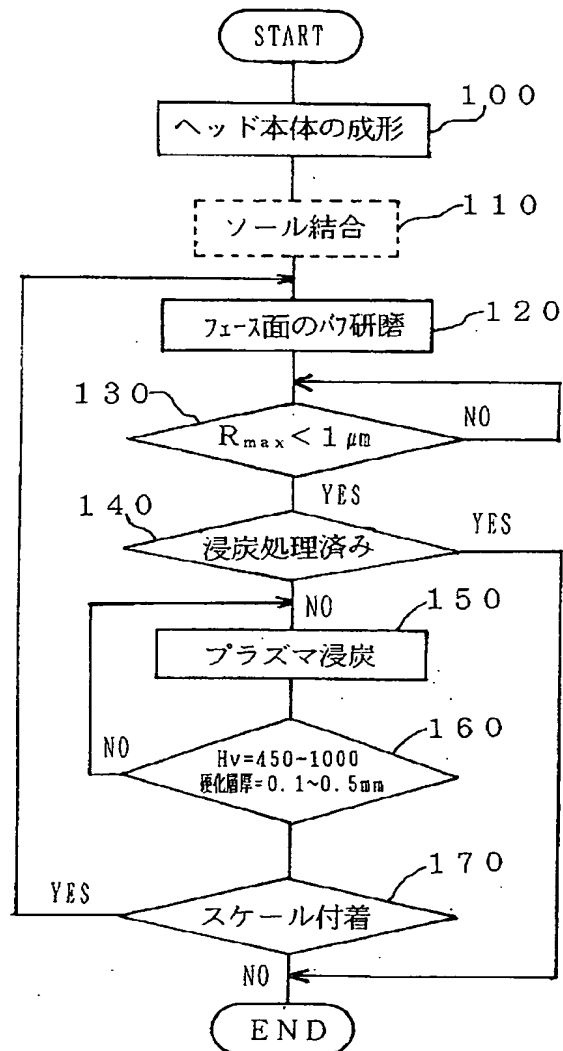 START
100
ヘッド本体の成形
110
ソール結合
120
フェース面のバフ研磨
130
Rmax<1μm
NO
YES
140
浸炭処理済み
YES
NO
150
プラズマ浸炭
160
Hv=450~1000
硬化層厚=0.1~0.5mm
NO
170
スケール付着
YES
NO
END